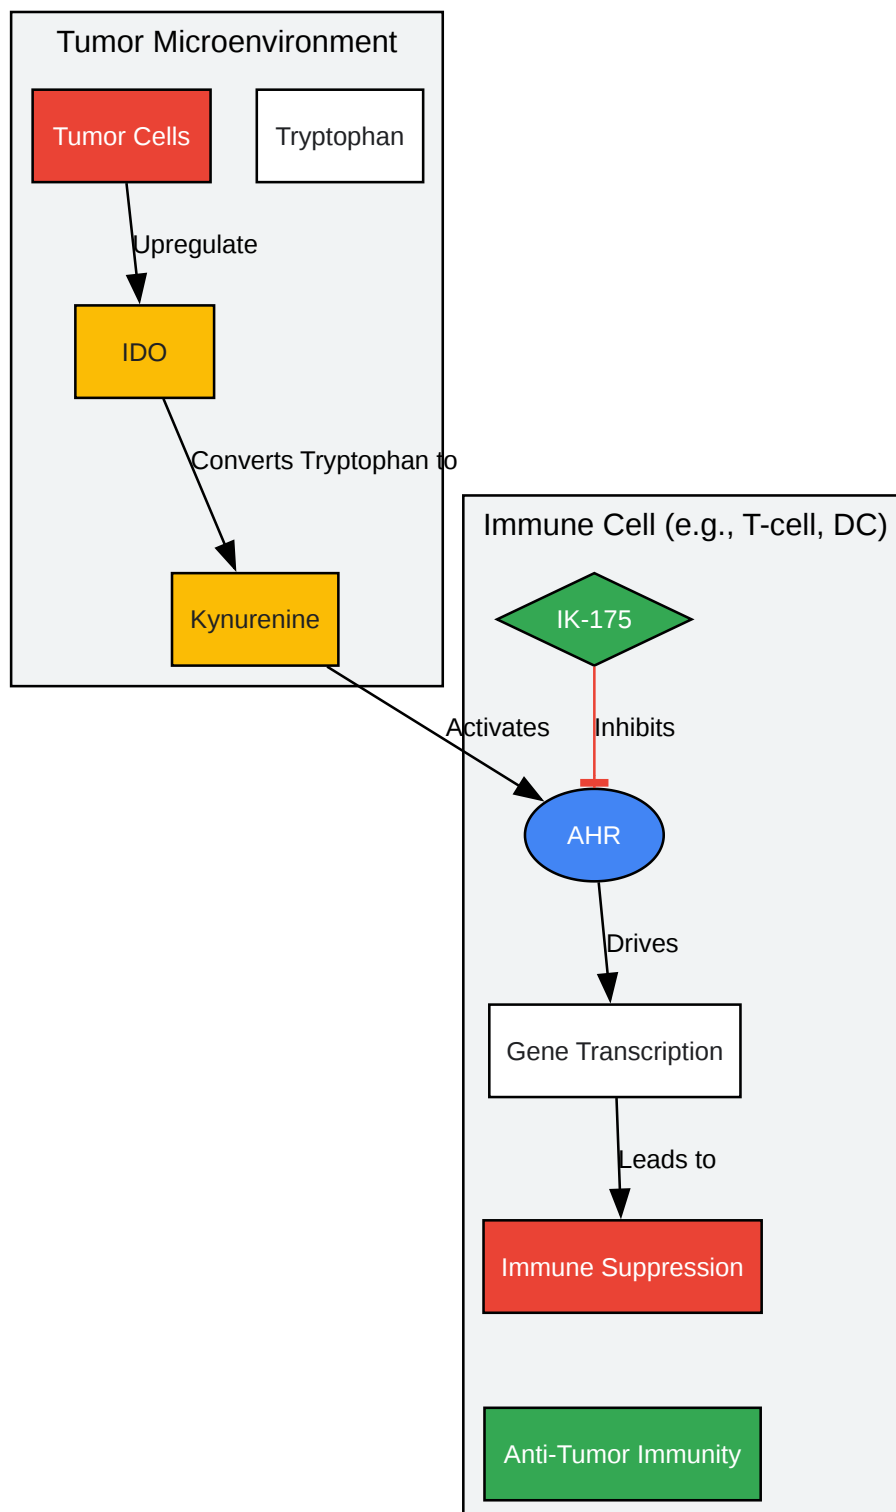 Tumor Microenvironment
Tumor Cells
Tryptophan
Upregulate
IDO
Converts Tryptophan to
Immune Cell (e.g., T-cell, DC)
Kynurenine
IK-175
Activates
Inhibits
AHR
Drives
Gene Transcription
Leads to
Immune Suppression
Anti-Tumor Immunity